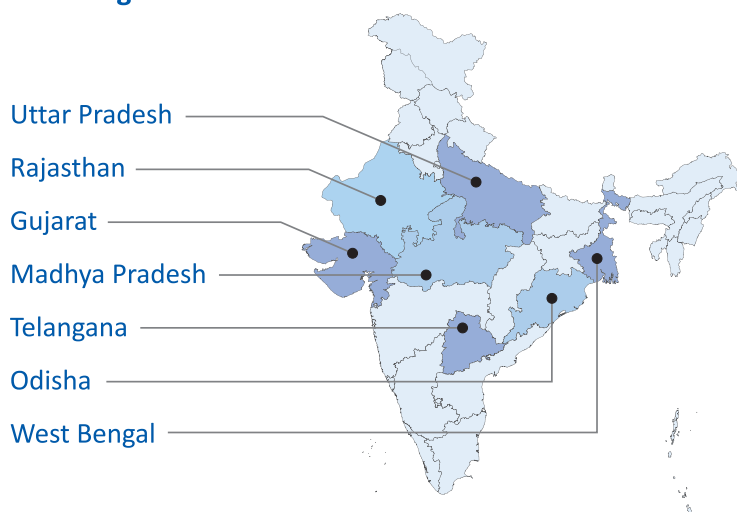 Uttar Pradesh
Rajasthan
Gujarat
Madhya Pradesh
Telangana
Odisha
West Bengal